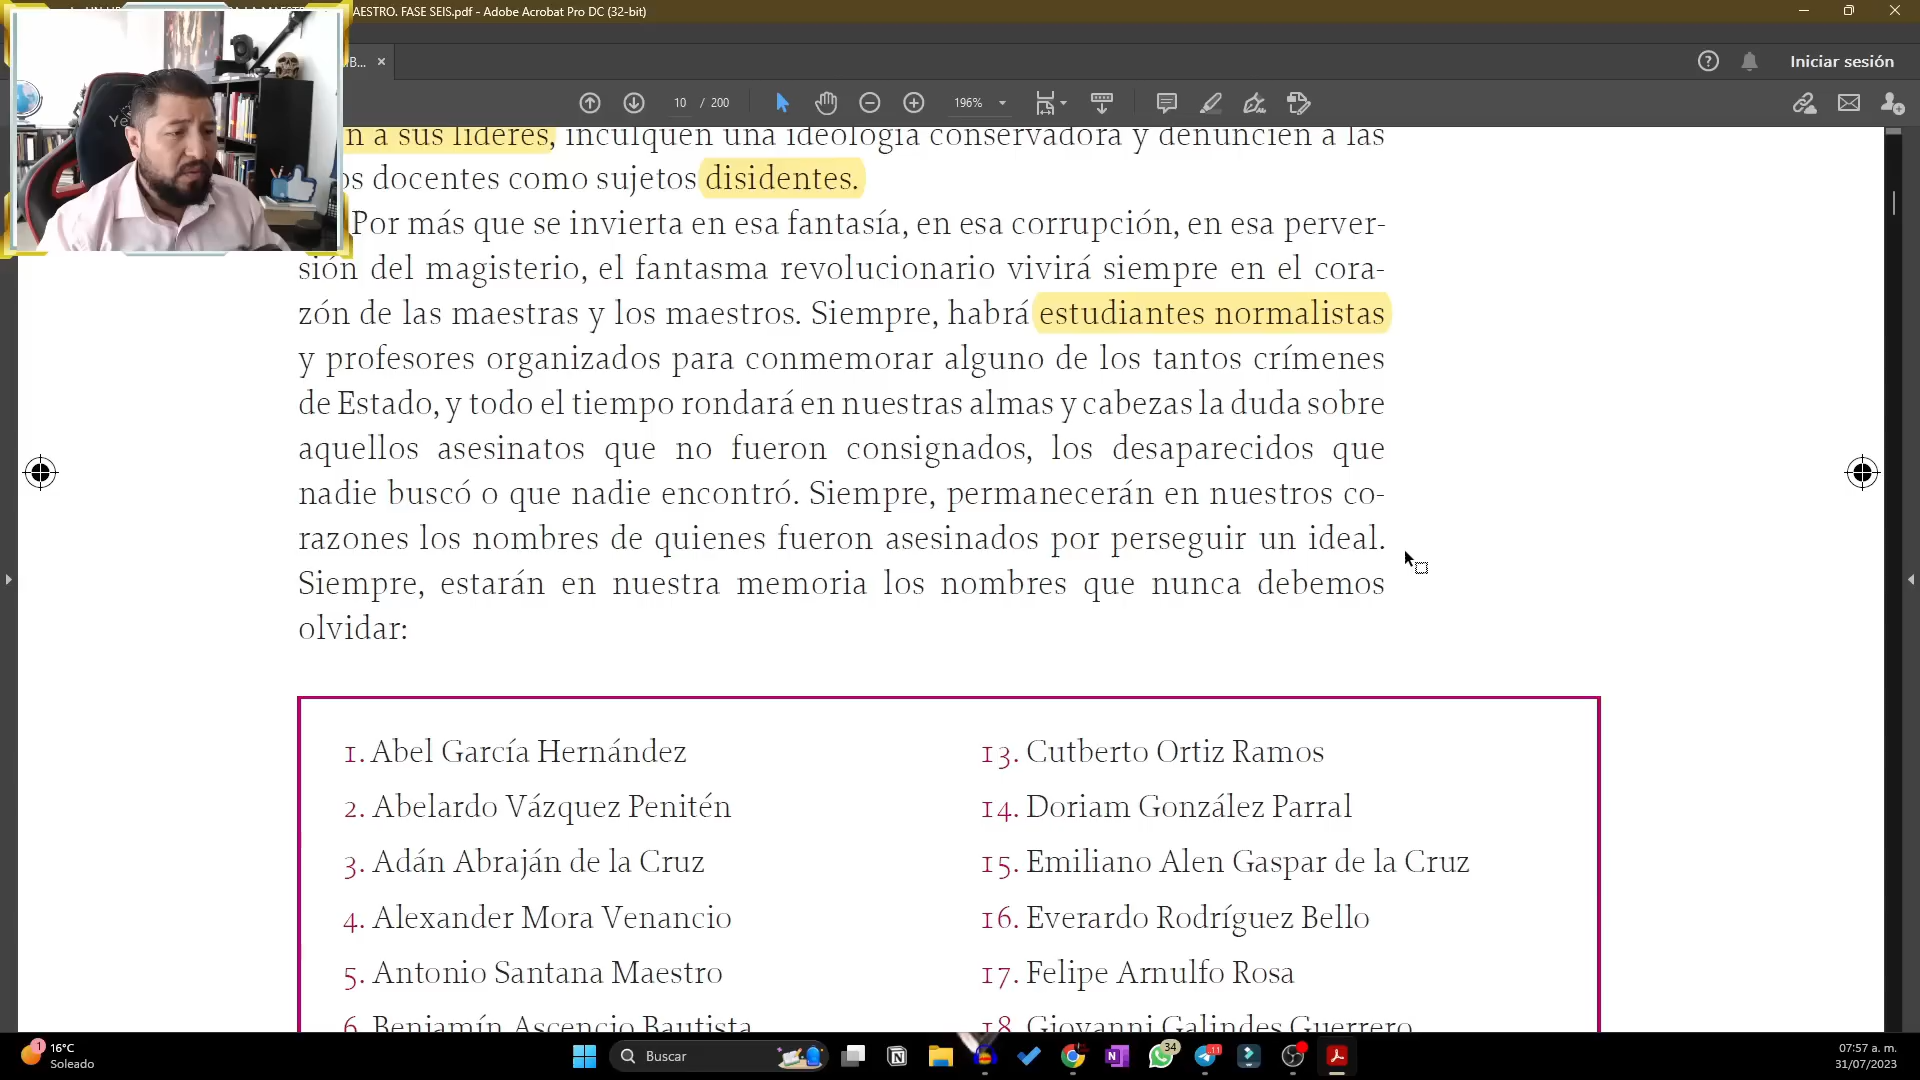 AESTRO. FASE SEIS.pdf - Adobe Acrobat Pro DC (32-bit)
B... ×
Iniciar sesión
10 / 200
196%
n a sus líderes, inculquen una ideología conservadora y denuncien a las
os docentes como sujetos disidentes.
Por más que se invierta en esa fantasía, en esa corrupción, en esa perver-
sión del magisterio, el fantasma revolucionario vivirá siempre en el cora-
zón de las maestras y los maestros. Siempre, habrá estudiantes normalistas
y profesores organizados para conmemorar alguno de los tantos crímenes
de Estado, y todo el tiempo rondará en nuestras almas y cabezas la duda sobre
aquellos asesinatos que no fueron consignados, los desaparecidos que
nadie buscó o que nadie encontró. Siempre, permanecerán en nuestros co-
razones los nombres de quienes fueron asesinados por perseguir un ideal.
Siempre, estarán en nuestra memoria los nombres que nunca debemos
olvidar:
1. Abel García Hernández
2. Abelardo Vázquez Penitén
3. Adán Abraján de la Cruz
4. Alexander Mora Venancio
5. Antonio Santana Maestro
6. Benjamín Ascencio Bautista
13. Cutberto Ortiz Ramos
14. Doriam González Parral
15. Emiliano Alen Gaspar de la Cruz
16. Everardo Rodríguez Bello
17. Felipe Arnulfo Rosa
18. Giovanni Galindes Guerrero
1
16°C
Soleado
Buscar
34
11
07:57 a. m.
31/07/2023